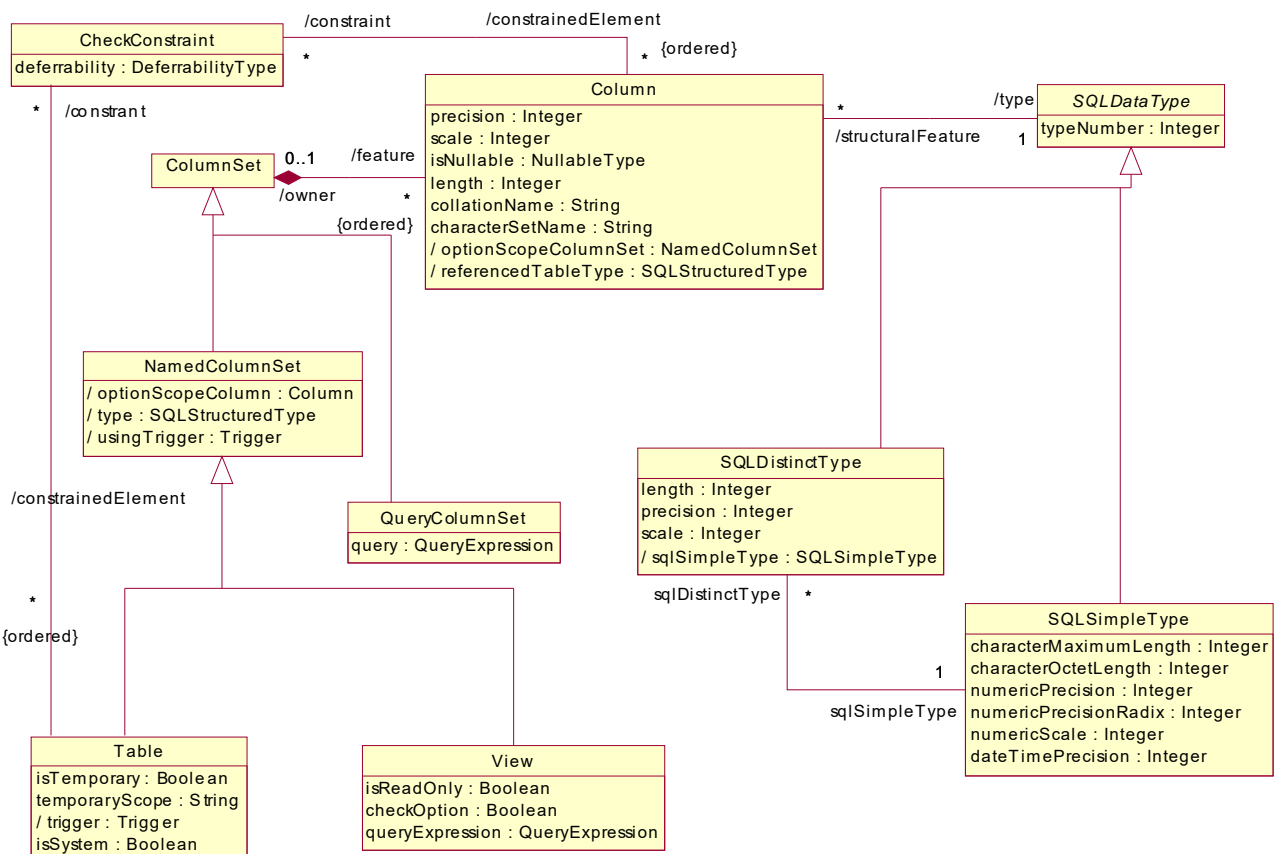 /constraint
/constrainedElement
CheckConstraint
deferrability : DeferrabilityType
*
*
{ordered}
*
/constrant
Column
precision : Integer
scale : Integer
isNullable : NullableType
length : Integer
collationName : String
characterSetName : String
/ optionScopeColumnSet : NamedColumnSet
/ referencedTableType : SQLStructuredType
*
/structuralFeature
/type
1
SQLDataType
typeNumber : Integer
ColumnSet
0..1
/owner
/feature
*
{ordered}
NamedColumnSet
/ optionScopeColumn : Column
/ type : SQLStructuredType
/ usingTrigger : Trigger
/constrainedElement
QueryColumnSet
query : QueryExpression
SQLDistinctType
length : Integer
precision : Integer
scale : Integer
/ sqlSimpleType : SQLSimpleType
sqlDistinctType
*
1
sqlSimpleType
SQLSimpleType
characterMaximumLength : Integer
characterOctetLength : Integer
numericPrecision : Integer
numericPrecisionRadix : Integer
numericScale : Integer
dateTimePrecision : Integer
*
{ordered}
Table
isTemporary : Boolean
temporaryScope : String
/ trigger : Trigger
isSystem : Boolean
View
isReadOnly : Boolean
checkOption : Boolean
queryExpression : QueryExpression